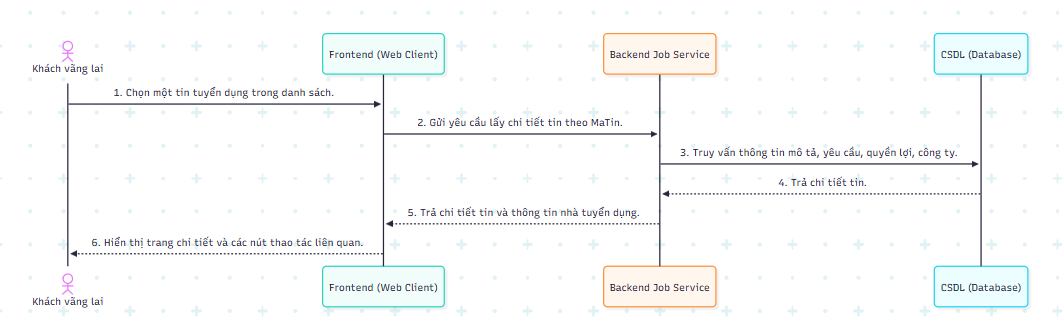 Khách vãng lai
Frontend (Web Client)
Backend Job Service
CSDL (Database)
1. Chọn một tin tuyển dụng trong danh sách.
2. Gửi yêu cầu lấy chi tiết tin theo MaTin.
3. Truy vấn thông tin mô tả, yêu cầu, quyền lợi, công ty.
4. Trả chi tiết tin.
5. Trả chi tiết tin và thông tin nhà tuyển dụng.
6. Hiển thị trang chi tiết và các nút thao tác liên quan.
Khách vãng lai
Frontend (Web Client)
Backend Job Service
CSDL (Database)